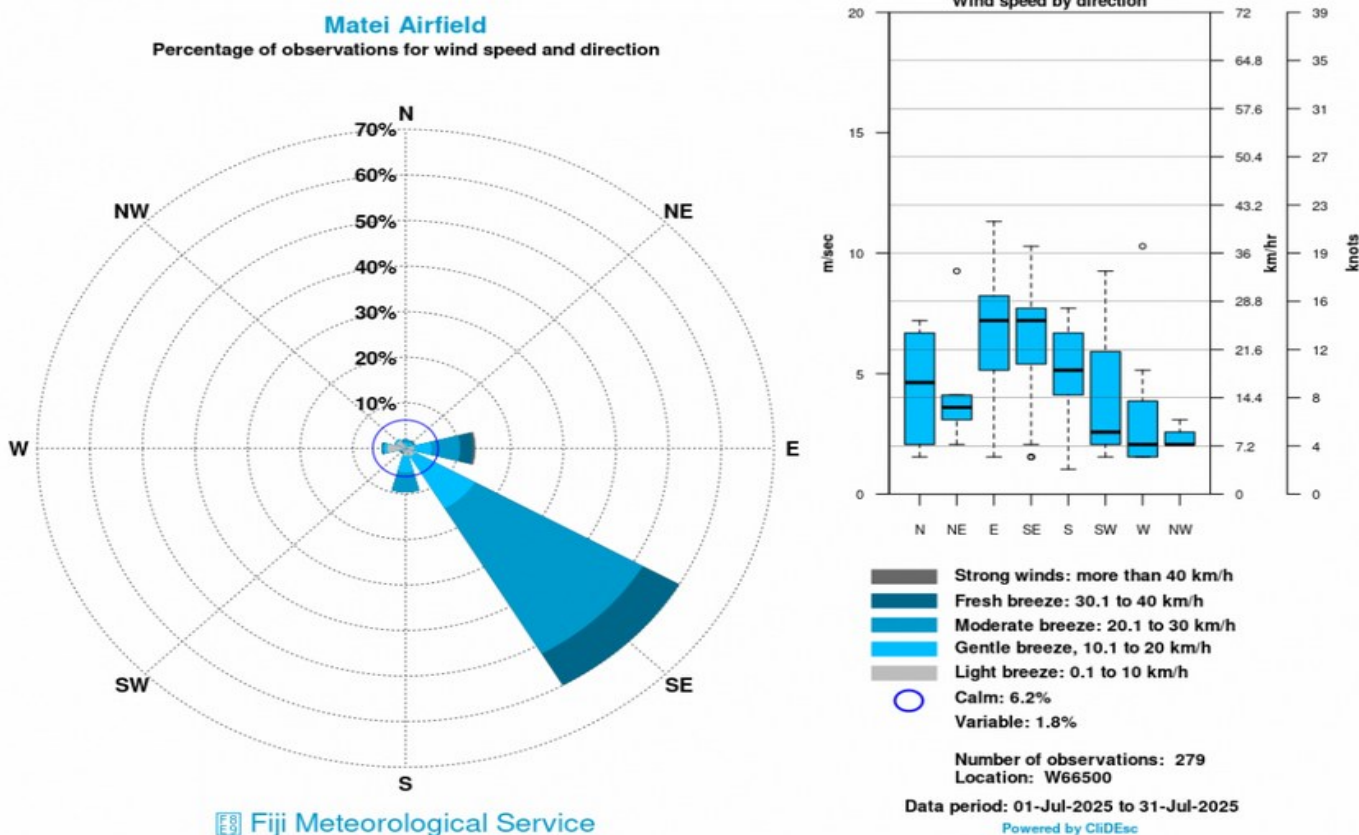 Matei Airfield
Percentage of observations for wind speed and direction
N
70%
60%
50%
40%
30%
20%
10%
NW
NE
W
E
SW
SE
S
Fiji Meteorological Service
Wind speed by direction
20
15
10
5
0
m/sec
72
64.8
57.6
50.4
43.2
36
28.8
21.6
14.4
7.2
0
km/hr
39
35
31
27
23
19
16
12
8
4
0
knots
N NE E SE S SW W NW
Strong winds: more than 40 km/h
Fresh breeze: 30.1 to 40 km/h
Moderate breeze: 20.1 to 30 km/h
Gentle breeze, 10.1 to 20 km/h
Light breeze: 0.1 to 10 km/h
Calm: 6.2%
Variable: 1.8%
Number of observations: 279
Location: W66500
Data period: 01-Jul-2025 to 31-Jul-2025
Powered by CliDEsc